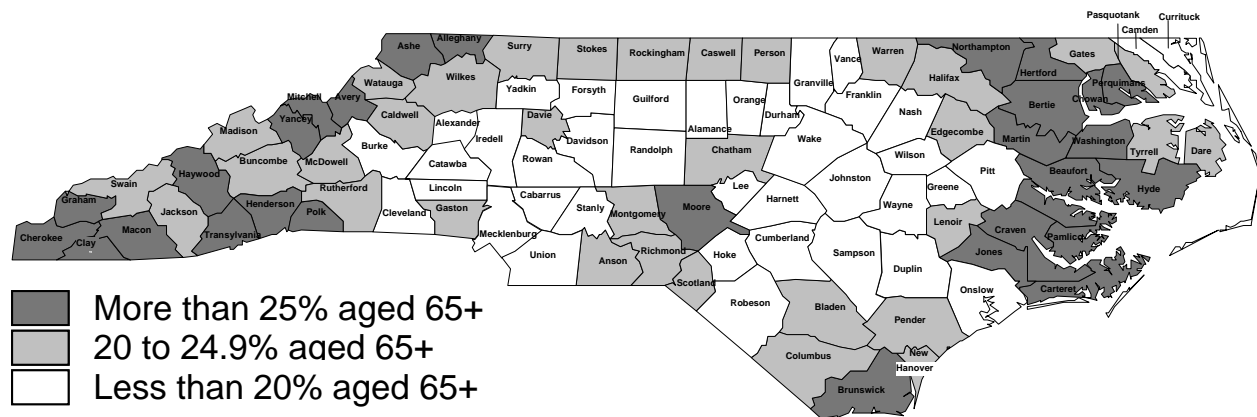 Pasquotank
Currituck
Camden
Ashe
Alleghany
Surry
Stokes
Rockingham
Caswell
Person
Vance
Granville
Warren
Northampton
Gates
Hertford
Halifax
Perquimans
Chowan
Bertie
Watauga
Wilkes
Yadkin
Forsyth
Guilford
Orange
Durham
Alamance
Franklin
Nash
Edgecombe
Martin
Washington
Tyrrell
Dare
Mitchell
Avery
Yancey
Caldwell
Alexander
Iredell
Davie
Davidson
Randolph
Chatham
Wake
Wilson
Pitt
Beaufort
Hyde
Madison
Buncombe
McDowell
Burke
Catawba
Rowan
Johnston
Greene
Swain
Haywood
Rutherford
Lincoln
Cabarrus
Stanly
Montgomery
Moore
Lee
Harnett
Wayne
Lenoir
Craven
Pamlico
Graham
Jackson
Henderson
Polk
Cleveland
Gaston
Mecklenburg
Cherokee
Clay
Macon
Transylvania
Union
Anson
Richmond
Scotland
Hoke
Cumberland
Sampson
Duplin
Jones
Onslow
Carteret
Robeson
Bladen
Pender
Columbus
New
Hanover
Brunswick
More than 25% aged 65+
20 to 24.9% aged 65+
Less than 20% aged 65+